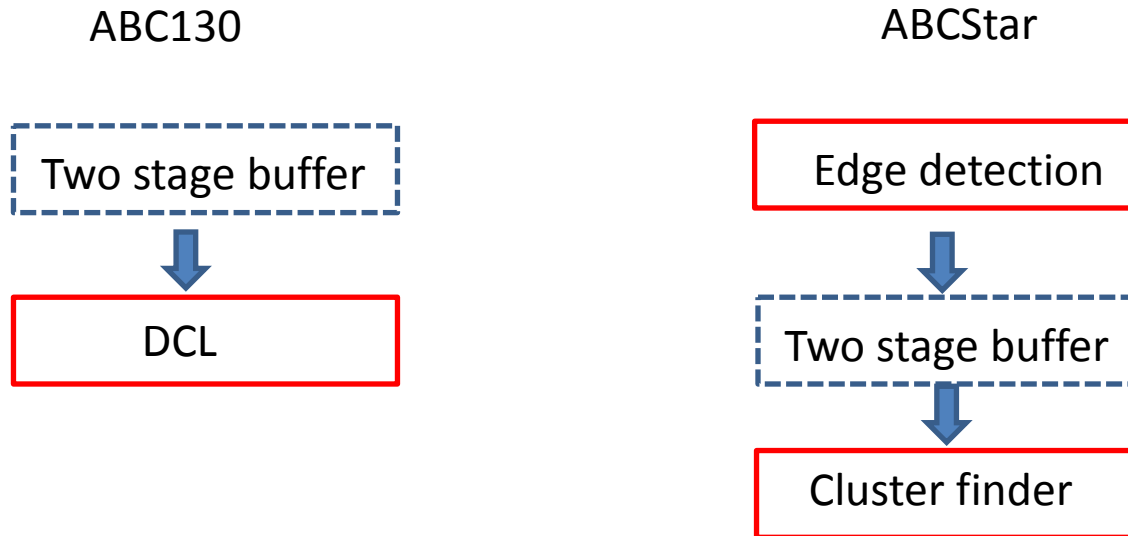 ABC130
ABCStar
Two stage buffer
Edge detection
DCL
Two stage buffer
Cluster finder